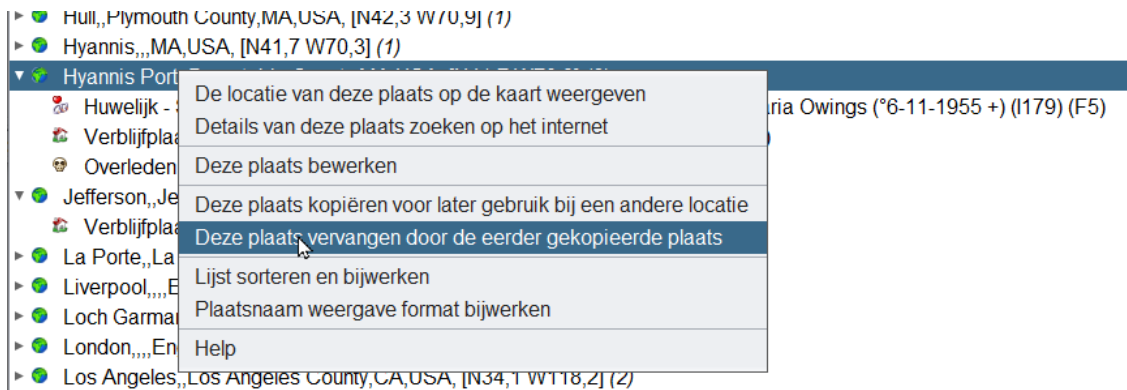 Hull,,Plymouth County,MA,USA, [N42,3 W70,9] (1)
Hyannis,,,MA,USA, [N41,7 W70,3] (1)
Hyannis Port
De locatie van deze plaats op de kaart weergeven
Huwelijk -
aria Owings (°6-11-1955 +) (I179) (F5)
Details van deze plaats zoeken op het internet
Verblijfplaa
Deze plaats bewerken
Overleden
Jefferson,,Je
Deze plaats kopiëren voor later gebruik bij een andere locatie
Verblijfplaa
Deze plaats vervangen door de eerder gekopieerde plaats
La Porte,,La
Lijst sorteren en bijwerken
Liverpool,,,,E
Plaatsnaam weergave format bijwerken
Loch Garmai
London,,,,En
Help
Los Angeles,,Los Angeles County,CA,USA, [N34,1 W118,2] (2)